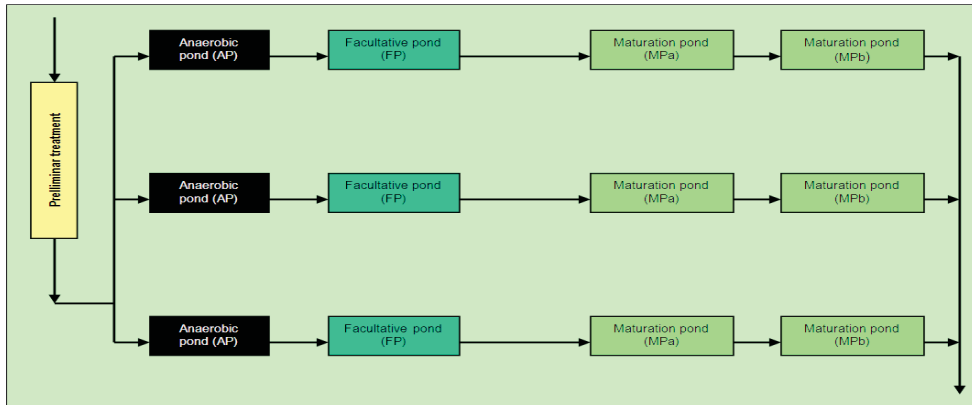 Prelliminar treatment
Anaerobic
pond (AP)
Facultative pond
(FP)
Maturation pond
(MPa)
Maturation pond
(MPb)
Anaerobic
pond (AP)
Facultative pond
(FP)
Maturation pond
(MPa)
Maturation pond
(MPb)
Anaerobic
pond (AP)
Facultative pond
(FP)
Maturation pond
(MPa)
Maturation pond
(MPb)